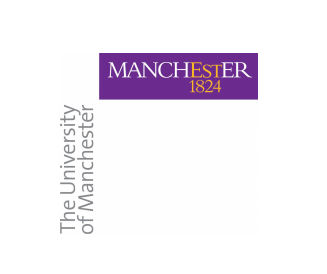 MANCHEstER
1824
The University
of Manchester